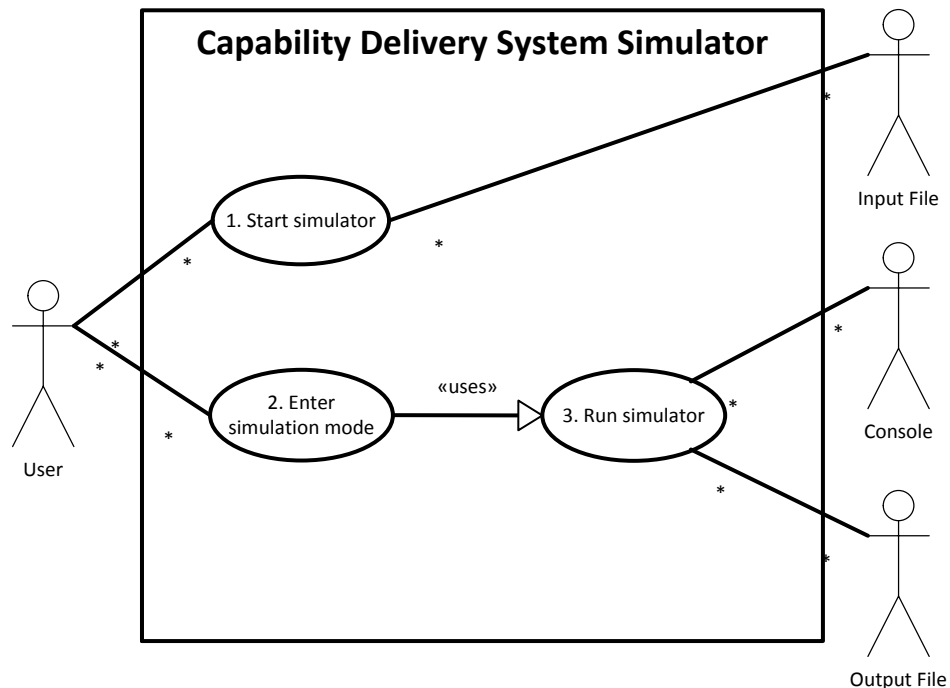 Capability Delivery System Simulator
*
Input File
1. Start simulator
*
*
*
*
*
User
2. Enter
simulation mode
«uses»
3. Run simulator
*
*
Console
*
*
Output File